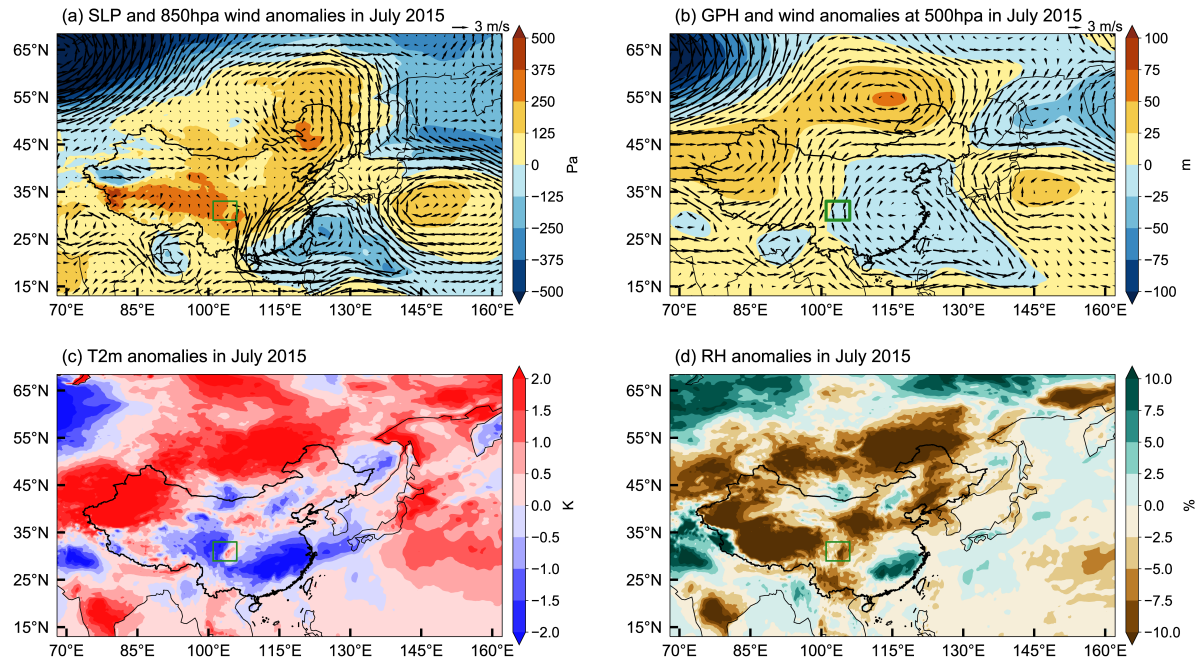 (a) SLP and 850hpa wind anomalies in July 2015
3 m/s
65°N
55°N
45°N
35°N
25°N
15°N
70°E 85°E 100°E 115°E 130°E 145°E 160°E
500
375
250
125
0
−125
−250
−375
−500
Pa
(b) GPH and wind anomalies at 500hpa in July 2015
3 m/s
65°N
55°N
45°N
35°N
25°N
15°N
70°E 85°E 100°E 115°E 130°E 145°E 160°E
100
75
50
25
0
−25
−50
−75
−100
m
(c) T2m anomalies in July 2015
65°N
55°N
45°N
35°N
25°N
15°N
70°E 85°E 100°E 115°E 130°E 145°E 160°E
2.0
1.5
1.0
0.5
0.0
−0.5
−1.0
−1.5
−2.0
K
(d) RH anomalies in July 2015
65°N
55°N
45°N
35°N
25°N
15°N
70°E 85°E 100°E 115°E 130°E 145°E 160°E
10.0
7.5
5.0
2.5
0.0
−2.5
−5.0
−7.5
−10.0
%